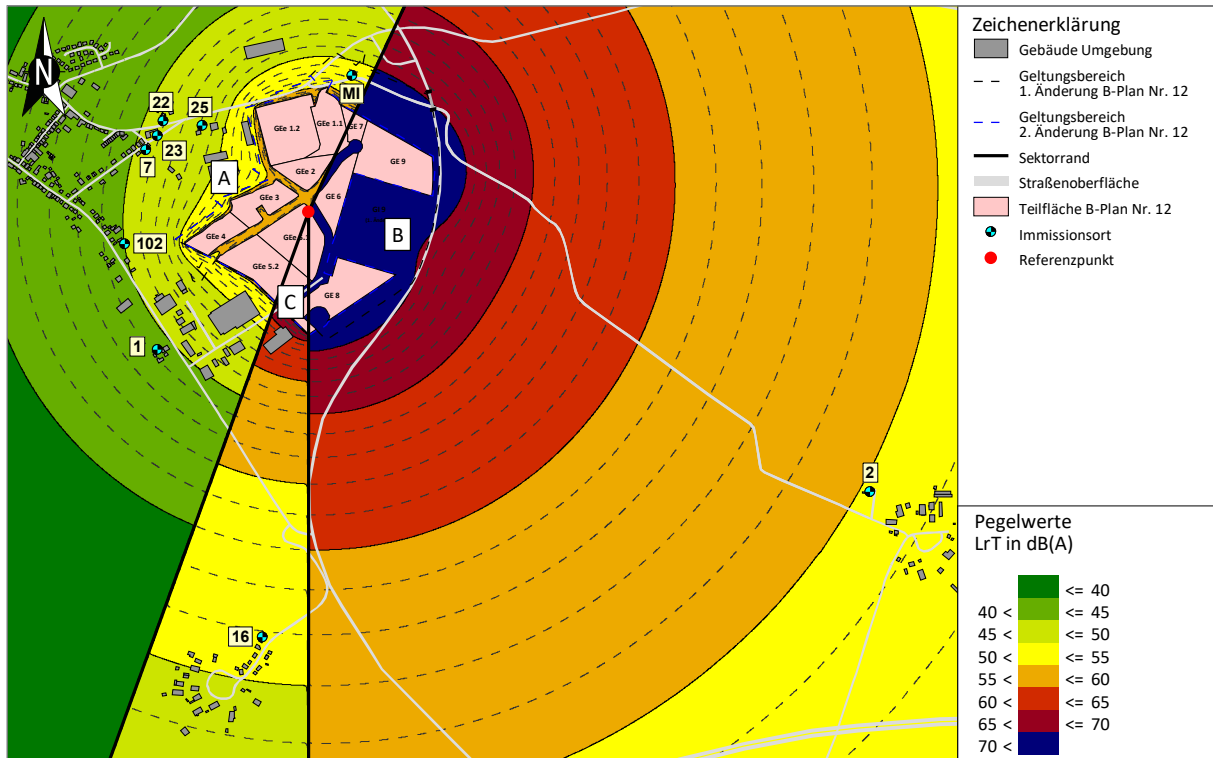 N
22
25
7
23
102
1
16
2
MI
A
B
C
GEe 1.2
GEe 1.1
GE 7
GE 9
GEe 2
GE 6
GEe 3
GEe 4
GEe 5.2
GE 8
Zeichenerklärung
Gebäude Umgebung
Geltungsbereich
1. Änderung B-Plan Nr. 12
Geltungsbereich
2. Änderung B-Plan Nr. 12
Sektorrand
Straßenoberfläche
Teilfläche B-Plan Nr. 12
Immissionsort
Referenzpunkt
Pegelwerte
LrT in dB(A)
<= 40
40 < <= 45
45 < <= 50
50 < <= 55
55 < <= 60
60 < <= 65
65 < <= 70
70 <